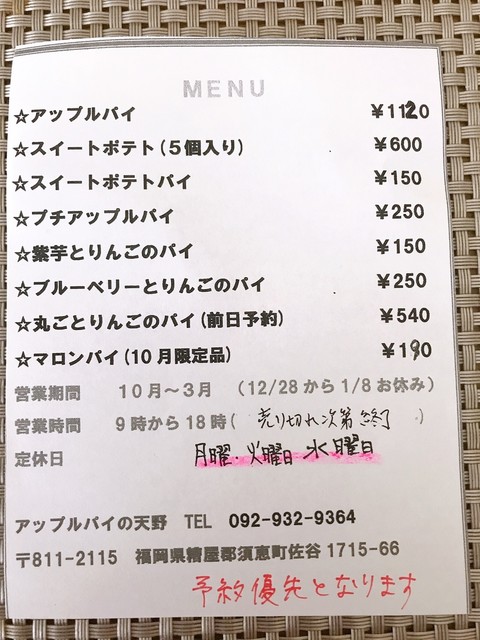 MENU
☆アップルパイ ￥1120
☆スイートポテト(５個入り) ￥600
☆スイートポテトパイ ￥150
☆プチアップルパイ ￥250
☆紫芋とりんごのパイ ￥150
☆ブルーベリーとりんごのパイ ￥250
☆丸ごとりんごのパイ(前日予約) ￥540
☆マロンパイ(10月限定品) ￥190
営業期間 10月～３月 (12/28から1/8お休み)
営業時間 ９時から18時(売り切れ次第終了)
定休日 月曜・火曜日 水曜日
アップルパイの天野 TEL 092-932-9364
〒811-2115 福岡県糟屋郡須恵町佐谷1715-66
予約優先となります